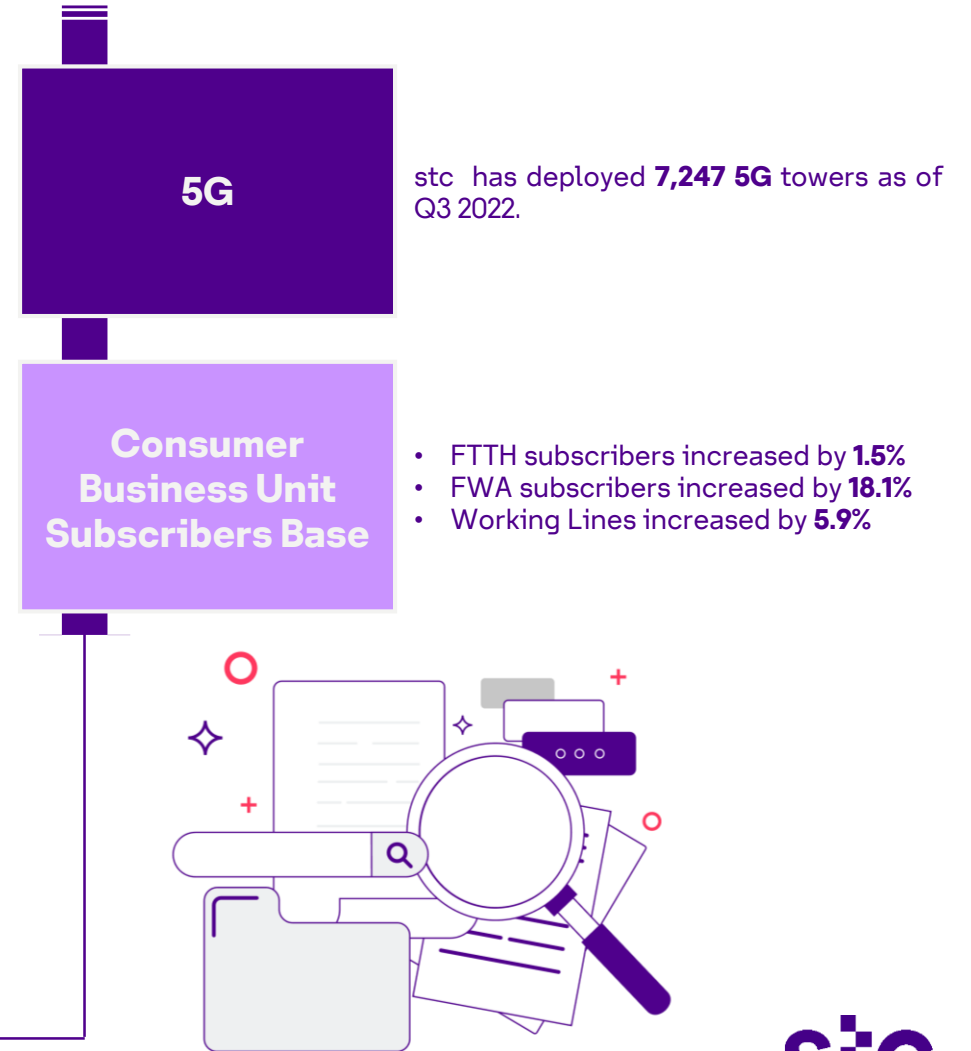 5G
stc has deployed 7,247 5G towers as of
Q3 2022.
Consumer
Business Unit
Subscribers Base
• FTTH subscribers increased by 1.5%
• FWA subscribers increased by 18.1%
• Working Lines increased by 5.9%
stc